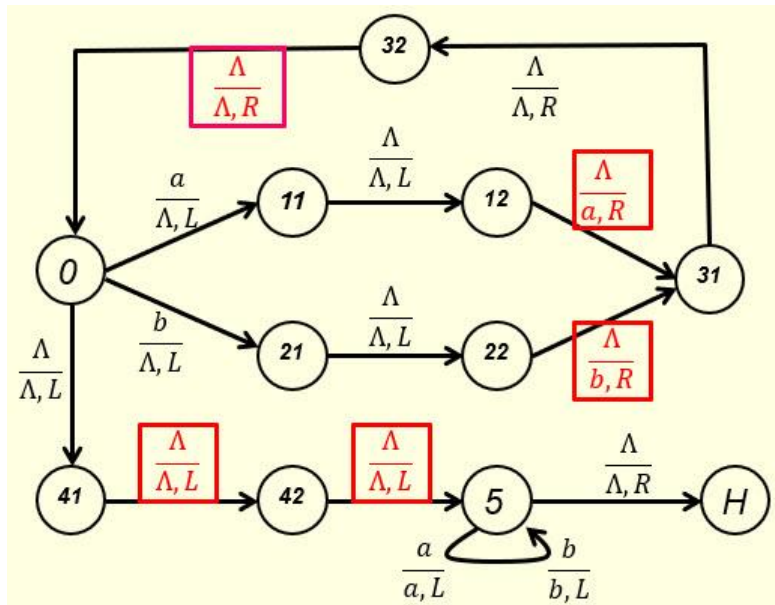 32
Λ
Λ, R
Λ
Λ, R
a
Λ, L
11
Λ
Λ, L
12
Λ
a, R
0
31
b
Λ, L
21
Λ
Λ, L
22
Λ
b, R
Λ
Λ, L
41
Λ
Λ, L
42
Λ
Λ, L
5
Λ
Λ, R
H
a
a, L
b
b, L